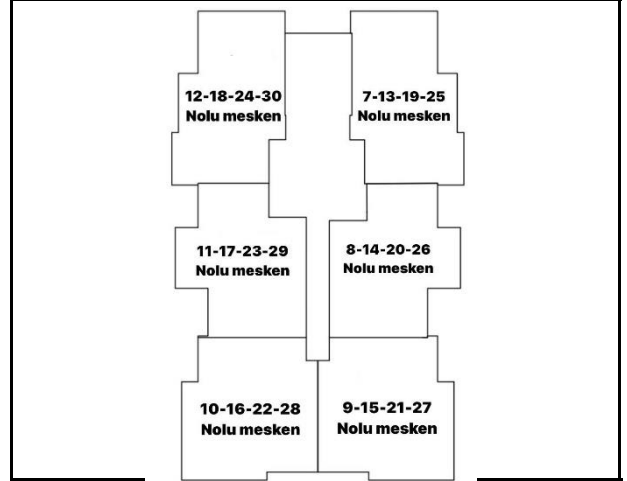 12-18-24-30
Nolu mesken
7-13-19-25
Nolu mesken
11-17-23-29
Nolu mesken
8-14-20-26
Nolu mesken
10-16-22-28
Nolu mesken
9-15-21-27
Nolu mesken